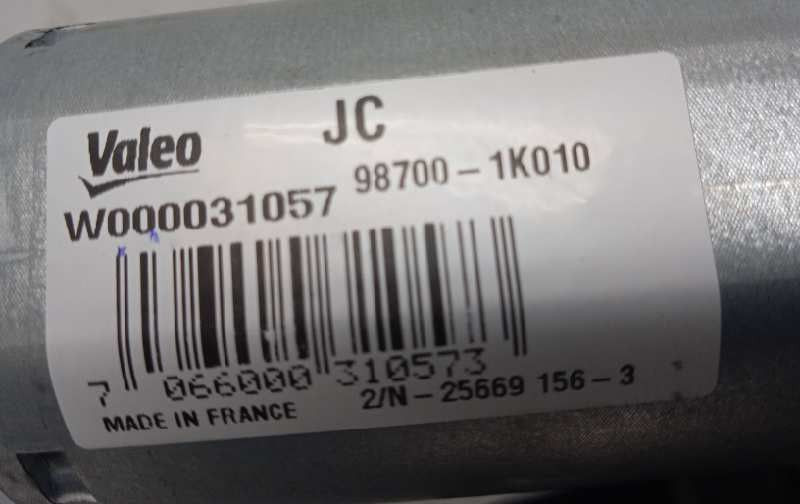 Valeo JC
W000031057 98700-1K010
7 066000 310573
2/N-25669 156-3
MADE IN FRANCE